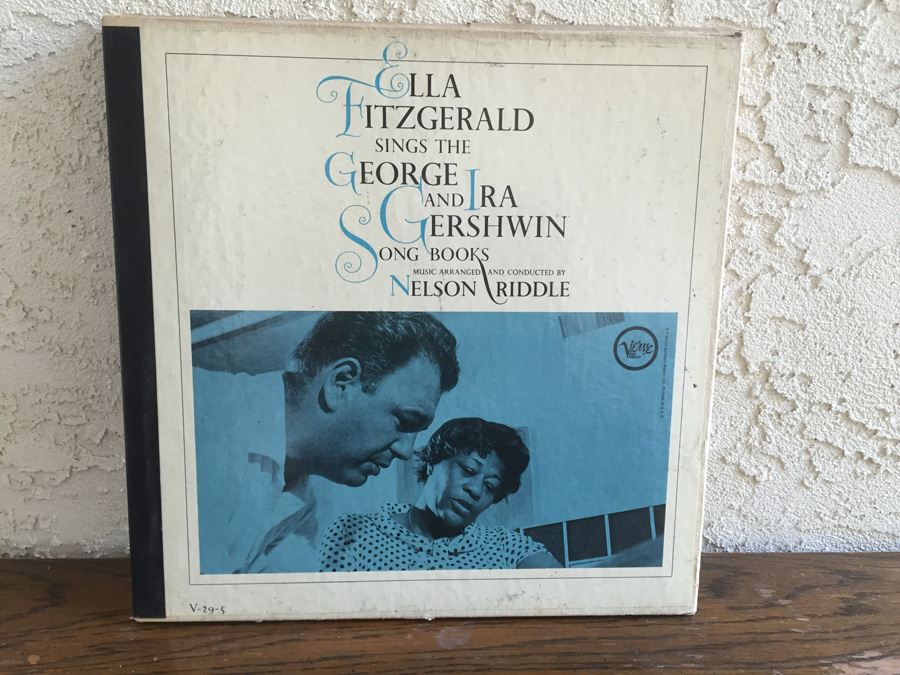 ELLA
FITZGERALD
SINGS THE
GEORGE
AND IRA
GERSHWIN
SONG BOOKS
MUSIC ARRANGED AND CONDUCTED BY
NELSON RIDDLE
Verve
V-29-5